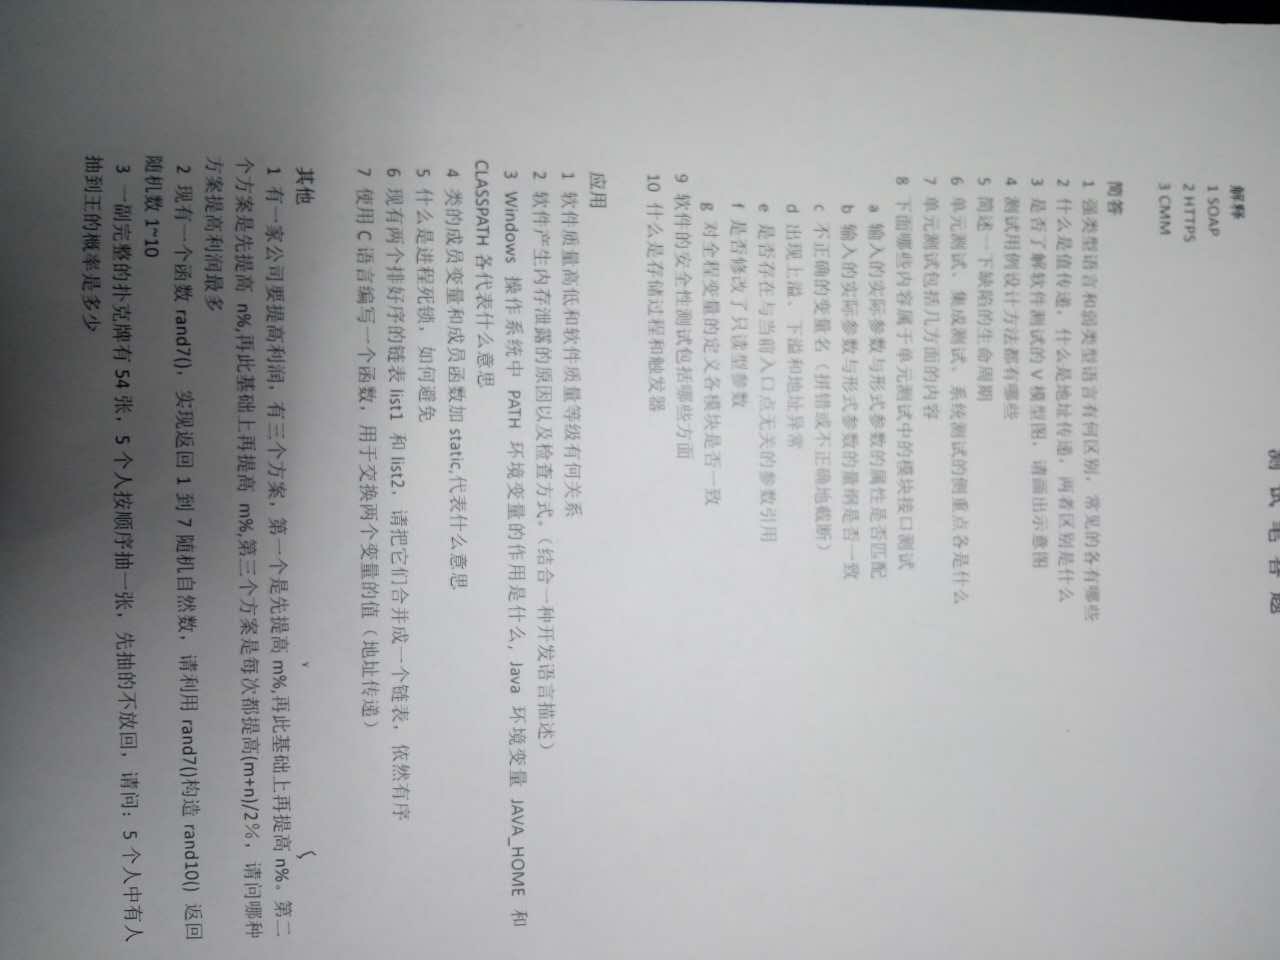 测 试 笔 答 题
解释
1 SOAP
2 HTTPS
3 CMM
简答
1 强类型语言和弱类型语言有何区别，常见的各有哪些
2 什么是值传递，什么是地址传递，两者区别是什么
3 是否了解软件测试的 V 模型图，请画出示意图
4 测试用例设计方法都有哪些
5 简述一下缺陷的生命周期
6 单元测试、集成测试、系统测试的侧重点各是什么
7 单元测试包括几方面的内容
8 下面哪些内容属于单元测试中的模块接口测试
a 输入的实际参数与形式参数的属性是否匹配
b 输入的实际参数与形式参数的量纲是否一致
c 不正确的变量名（拼错或不正确地截断）
d 出现上溢、下溢和地址异常
e 是否存在与当前入口点无关的参数引用
f 是否修改了只读型参数
g 对全程变量的定义各模块是否一致
9 软件的安全性测试包括哪些方面
10 什么是存储过程和触发器
应用
1 软件质量高低和软件质量等级有何关系
2 软件产生内存泄露的原因以及检查方式。（结合一种开发语言描述）
3 Windows 操作系统中 PATH 环境变量的作用是什么，Java 环境变量 JAVA_HOME 和
CLASSPATH 各代表什么意思
4 类的成员变量和成员函数加 static,代表什么意思
5 什么是进程死锁，如何避免
6 现有两个排好序的链表 list1 和 list2，请把它们合并成一个链表，依然有序
7 使用 C 语言编写一个函数，用于交换两个变量的值（地址传递）
其他
1 有一家公司要提高利润，有三个方案，第一个是先提高 m%,再此基础上再提高 n%。第二
个方案是先提高 n%,再此基础上再提高 m%,第三个方案是每次都提高(m+n)/2％，请问哪种
方案提高利润最多
2 现有一个函数 rand7()，实现返回 1 到 7 随机自然数，请利用 rand7()构造 rand10() 返回
随机数 1~10
3 一副完整的扑克牌有 54 张，5 个人按顺序抽一张，先抽的不放回，请问：5 个人中有人
抽到王的概率是多少